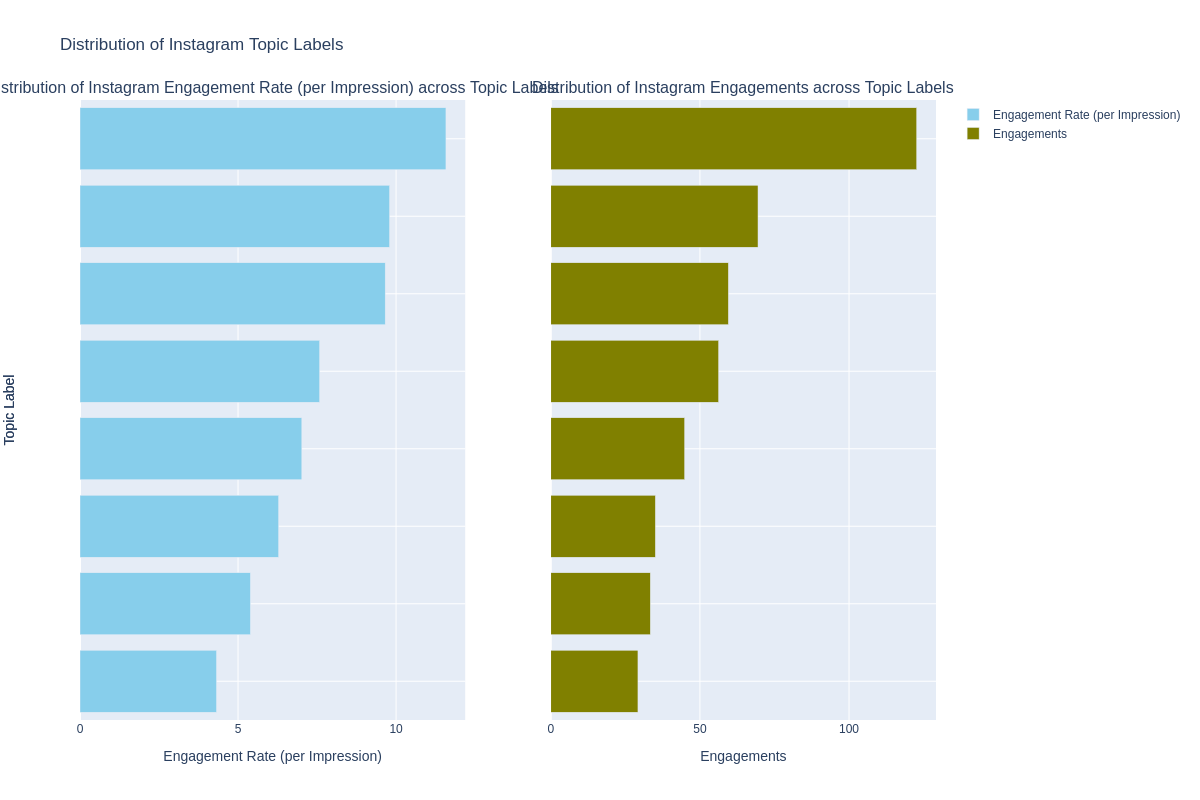 Distribution of Instagram Topic Labels
stribution of Instagram Engagement Rate (per Impression) across Topic Labels
Distribution of Instagram Engagements across Topic Labels
Engagement Rate (per Impression)
Engagements
Topic Label
0
5
10
0
50
100
Engagement Rate (per Impression)
Engagements